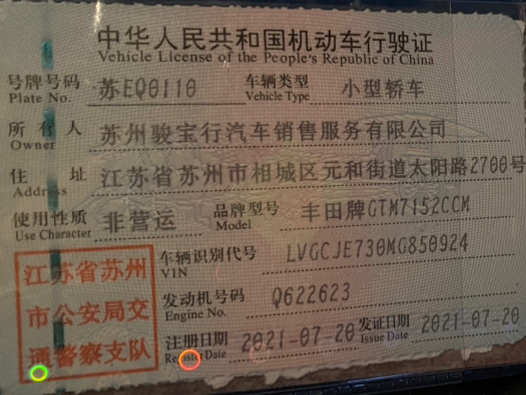 中华人民共和国机动车行驶证
Vehicle License of the People's Republic of China
号牌号码 苏EQ0110 车辆类型 小型轿车
Plate No. Vehicle Type
所有人 苏州骏宝行汽车销售服务有限公司
Owner
住址 江苏省苏州市相城区元和街道太阳路2700号
Address
使用性质 非营运 品牌型号 丰田牌GTM7152CCM
Use Character Model
江苏省苏州 车辆识别代号 LVGCJE730MG850924
VIN
市公安局交 发动机号码 Q622623
Engine No.
通警察支队 注册日期 2021-07-20 发证日期 2021-07-20
Register Date Issue Date